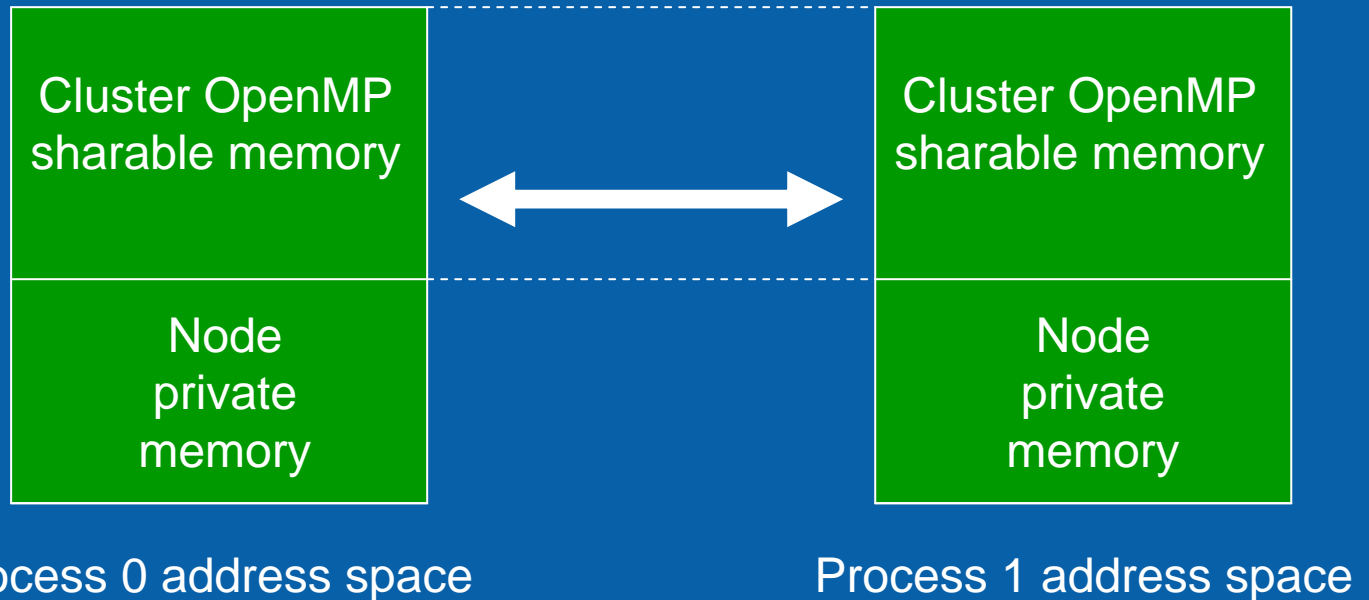 Cluster OpenMP
sharable memory
Cluster OpenMP
sharable memory
Node
private
memory
Node
private
memory
ocess 0 address space
Process 1 address space